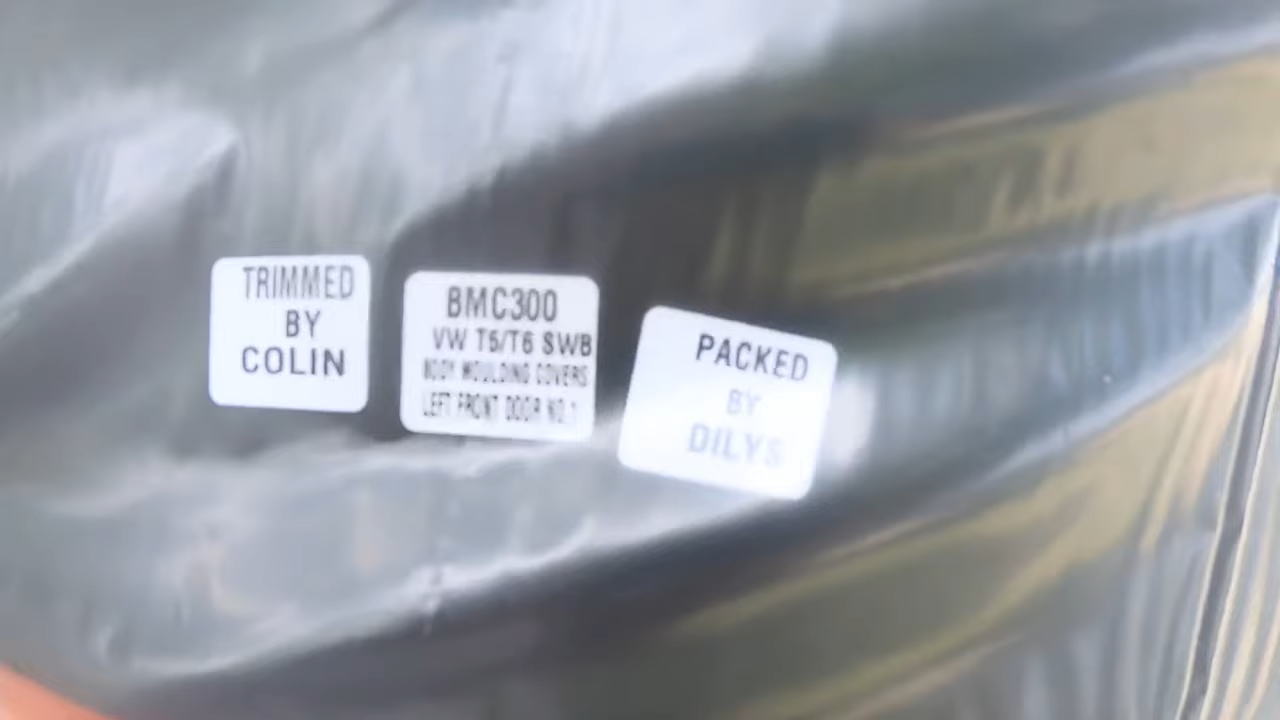 TRIMMED
BY
COLIN
BMC300
VW T5/T6 SWB
BODY MOULDING COVERS
LEFT FRONT DOOR NO.1
PACKED
BY
DILYS